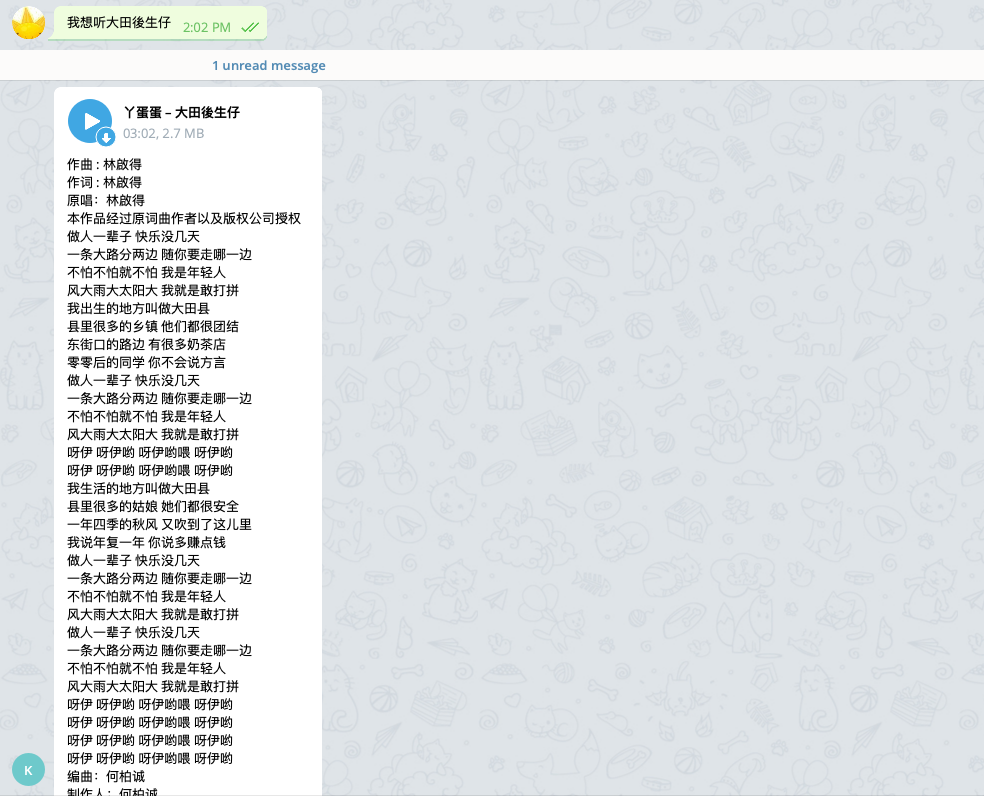 我想听大田後生仔
2:02 PM
1 unread message
丫蛋蛋 – 大田後生仔
03:02, 2.7 MB
作曲 : 林啟得
作词 : 林啟得
原唱：林啟得
本作品经过原词曲作者以及版权公司授权
做人一辈子 快乐没几天
一条大路分两边 随你要走哪一边
不怕不怕就不怕 我是年轻人
风大雨大太阳大 我就是敢打拼
我出生的地方叫做大田县
县里很多的乡镇 他们都很团结
东街口的路边 有很多奶茶店
零零后的同学 你不会说方言
做人一辈子 快乐没几天
一条大路分两边 随你要走哪一边
不怕不怕就不怕 我是年轻人
风大雨大太阳大 我就是敢打拼
呀伊 呀伊哟 呀伊哟喂 呀伊哟
呀伊 呀伊哟 呀伊哟喂 呀伊哟
我生活的地方叫做大田县
县里很多的姑娘 她们都很安全
一年四季的秋风 又吹到了这儿里
我说年复一年 你说多赚点钱
做人一辈子 快乐没几天
一条大路分两边 随你要走哪一边
不怕不怕就不怕 我是年轻人
风大雨大太阳大 我就是敢打拼
做人一辈子 快乐没几天
一条大路分两边 随你要走哪一边
不怕不怕就不怕 我是年轻人
风大雨大太阳大 我就是敢打拼
呀伊 呀伊哟 呀伊哟喂 呀伊哟
呀伊 呀伊哟 呀伊哟喂 呀伊哟
呀伊 呀伊哟 呀伊哟喂 呀伊哟
呀伊 呀伊哟 呀伊哟喂 呀伊哟
K
编曲：何柏诚
制作人：何柏诚